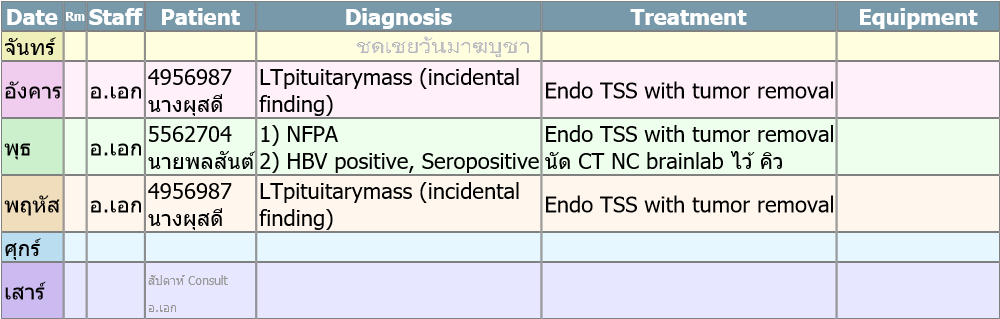 Date Rm Staff Patient Diagnosis Treatment Equipment
จันทร์ ชดเชยวันมาฆบูชา
อังคาร อ.เอก 4956987 LTpituitarymass (incidental Endo TSS with tumor removal
นางผุสดี finding)
พุธ อ.เอก 5562704 1) NFPA Endo TSS with tumor removal
นายพลสันต์ 2) HBV positive, Seropositive นัด CT NC brainlab ไว้ คิว
พฤหัส อ.เอก 4956987 LTpituitarymass (incidental Endo TSS with tumor removal
นางผุสดี finding)
ศุกร์
เสาร์ สัปดาห์ Consult
อ.เอก